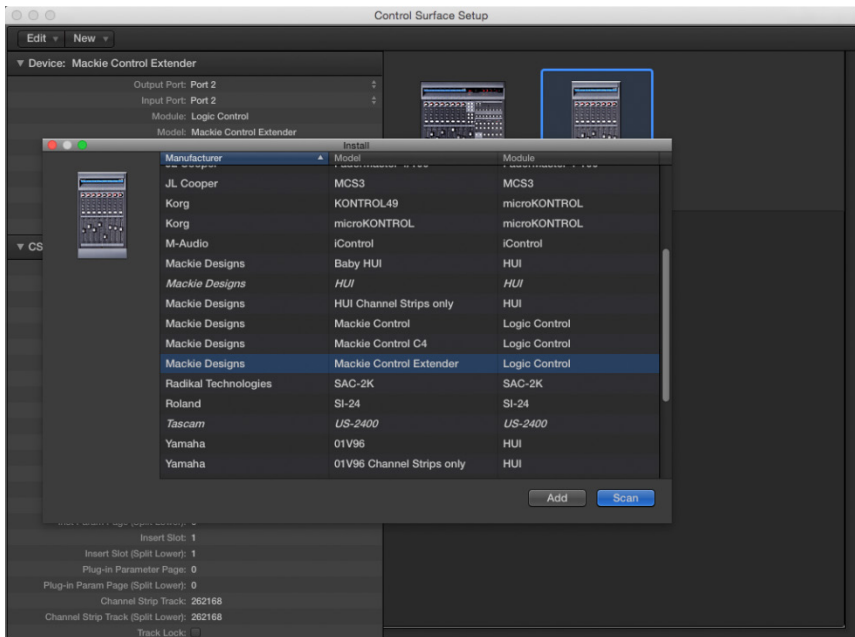 Control Surface Setup
Edit New
Device: Mackie Control Extender
Output Port: Port 2
Input Port: Port 2
Module: Logic Control
Model: Mackie Control Extender
Install
Manufacturer Model Module
JL Cooper MCS3 MCS3
Korg KONTROL49 microKONTROL
Korg microKONTROL microKONTROL
M-Audio iControl iControl
Mackie Designs Baby HUI HUI
Mackie Designs HUI HUI
Mackie Designs HUI Channel Strips only HUI
Mackie Designs Mackie Control Logic Control
Mackie Designs Mackie Control C4 Logic Control
Mackie Designs Mackie Control Extender Logic Control
Radikal Technologies SAC-2K SAC-2K
Roland SI-24 SI-24
Tascam US-2400 US-2400
Yamaha 01V96 HUI
Yamaha 01V96 Channel Strips only HUI
Add Scan
CS
Insert Slot: 1
Insert Slot (Split Lower): 1
Plug-in Parameter Page: 0
Plug-in Param Page (Split Lower): 0
Channel Strip Track: 262168
Channel Strip Track (Split Lower): 262168
Track Lock: